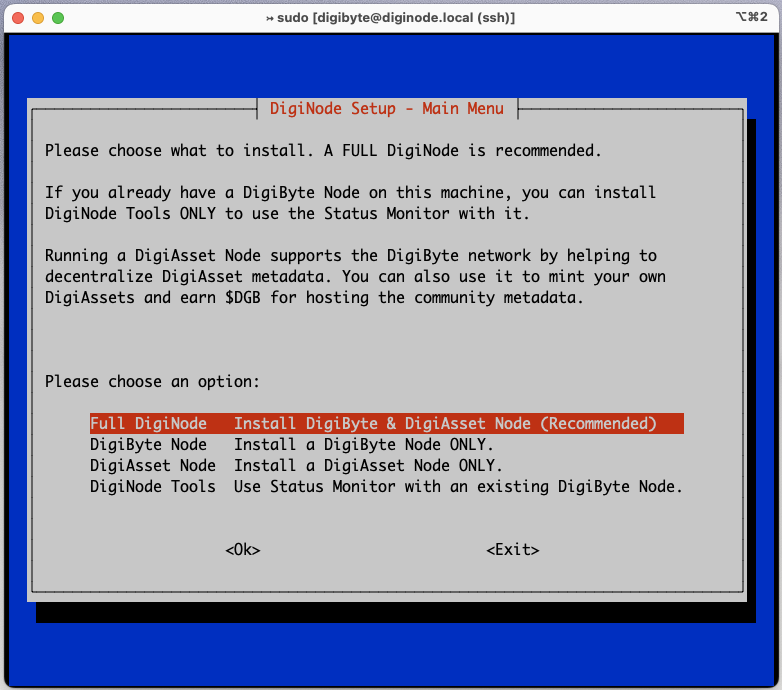 ↣ sudo [digibyte@diginode.local (ssh)]
⌥⌘2
DigiNode Setup - Main Menu
Please choose what to install. A FULL DigiNode is recommended.
If you already have a DigiByte Node on this machine, you can install
DigiNode Tools ONLY to use the Status Monitor with it.
Running a DigiAsset Node supports the DigiByte network by helping to
decentralize DigiAsset metadata. You can also use it to mint your own
DigiAssets and earn $DGB for hosting the community metadata.
Please choose an option:
Full DigiNode   Install DigiByte & DigiAsset Node (Recommended)
DigiByte Node   Install a DigiByte Node ONLY.
DigiAsset Node  Install a DigiAsset Node ONLY.
DigiNode Tools  Use Status Monitor with an existing DigiByte Node.
<Ok>   <Exit>